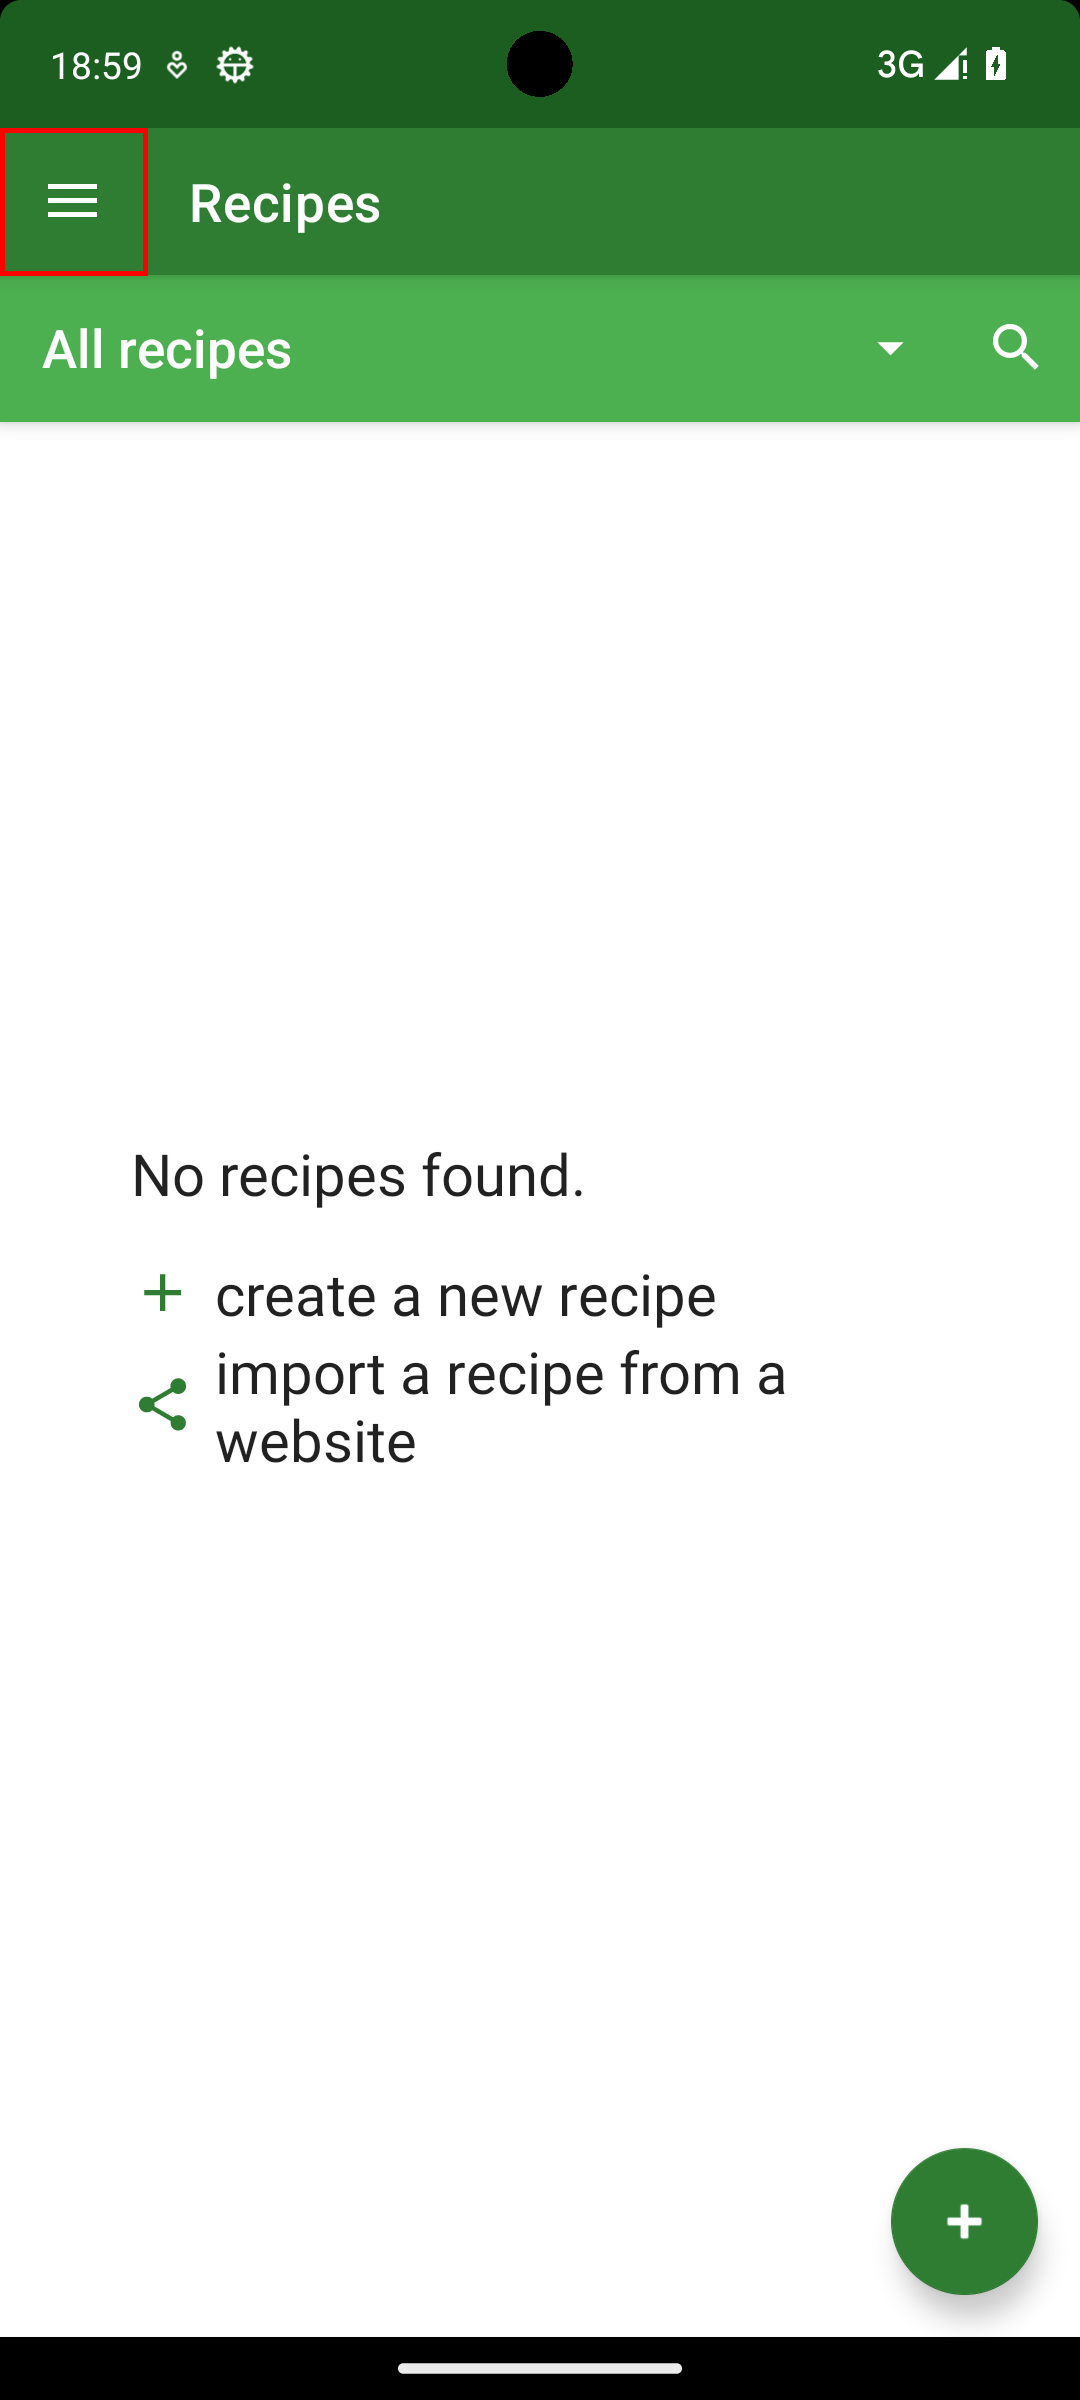 18:59
3G
Recipes
All recipes
No recipes found.
create a new recipe
import a recipe from a
website